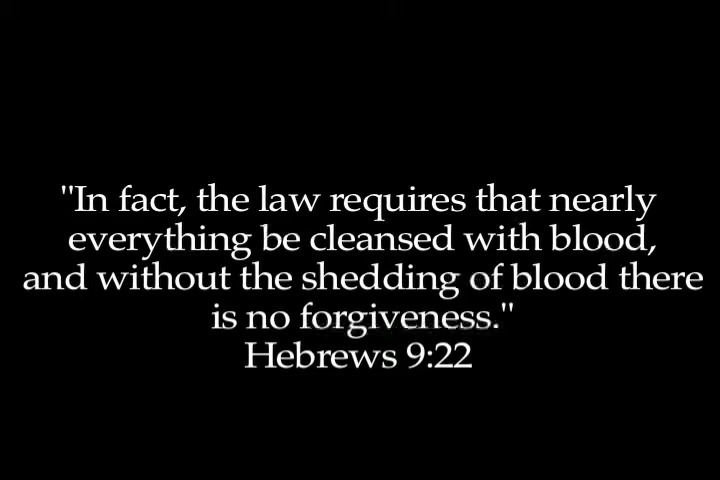 "In fact, the law requires that nearly
everything be cleansed with blood,
and without the shedding of blood there
is no forgiveness."
Hebrews 9:22